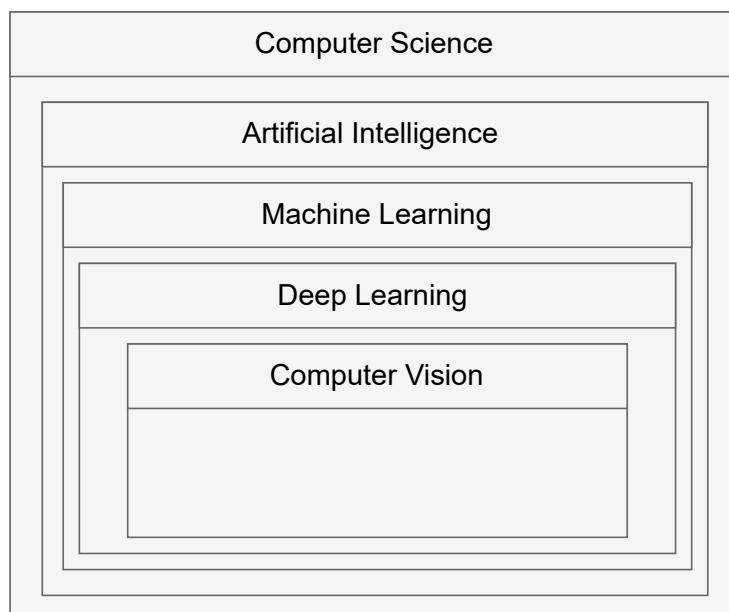 Computer Science
Artificial Intelligence
Machine Learning
Deep Learning
Computer Vision